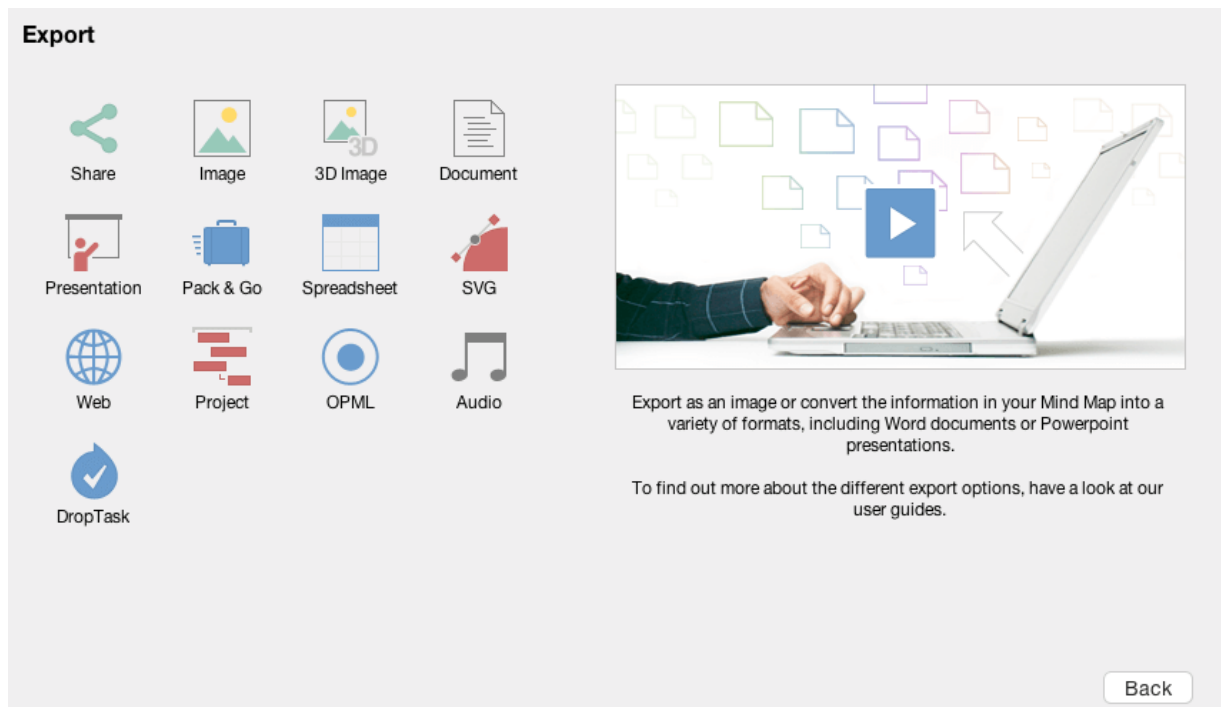 Export
Share
Image
3D
3D Image
Document
Presentation
Pack & Go
Spreadsheet
SVG
Web
Project
OPML
Audio
DropTask
Export as an image or convert the information in your Mind Map into a
variety of formats, including Word documents or Powerpoint
presentations.
To find out more about the different export options, have a look at our
user guides.
Back